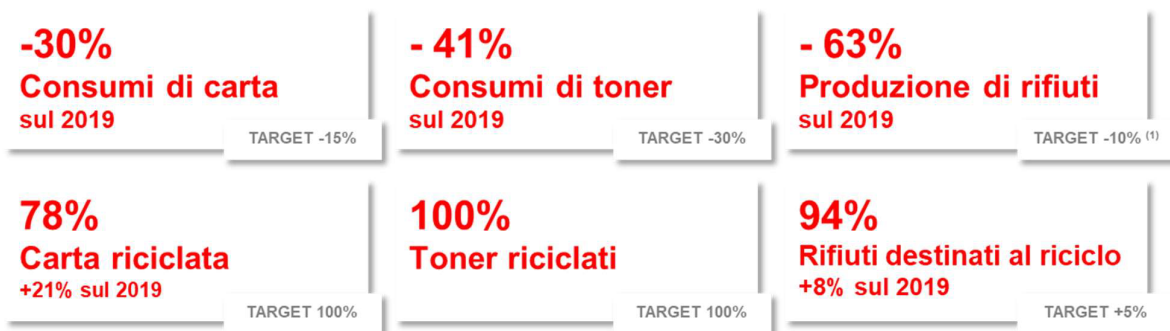 -30%
Consumi di carta
sul 2019
TARGET -15%
- 41%
Consumi di toner
sul 2019
TARGET -30%
- 63%
Produzione di rifiuti
sul 2019
TARGET -10% (1)
78%
Carta riciclata
+21% sul 2019
TARGET 100%
100%
Toner riciclati
TARGET 100%
94%
Rifiuti destinati al riciclo
+8% sul 2019
TARGET +5%